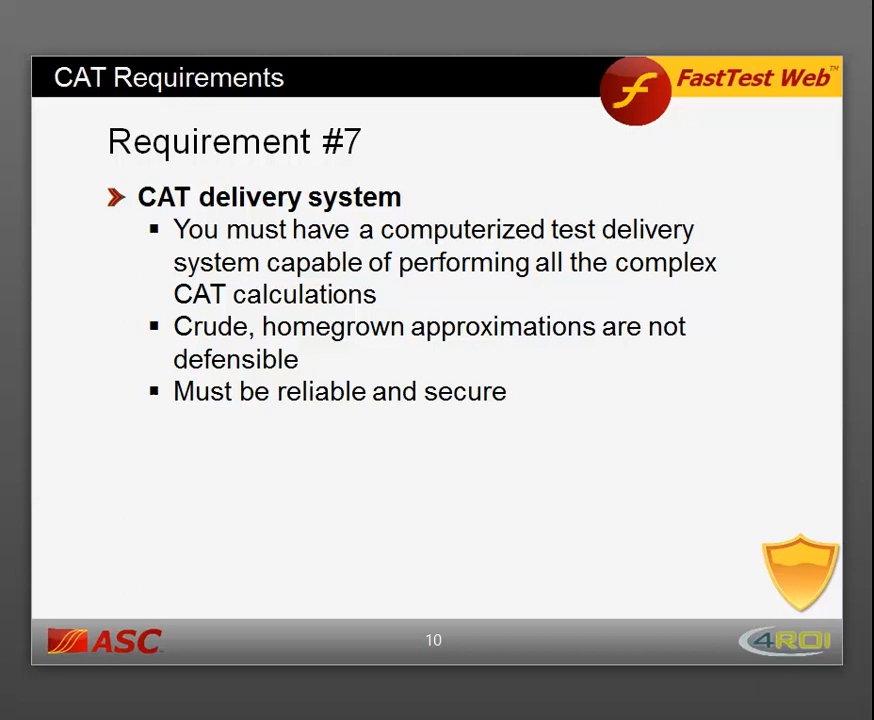 CAT Requirements
FastTest Web™
Requirement #7
CAT delivery system
▪ You must have a computerized test delivery
system capable of performing all the complex
CAT calculations
▪ Crude, homegrown approximations are not
defensible
▪ Must be reliable and secure
ASC
10
4ROI